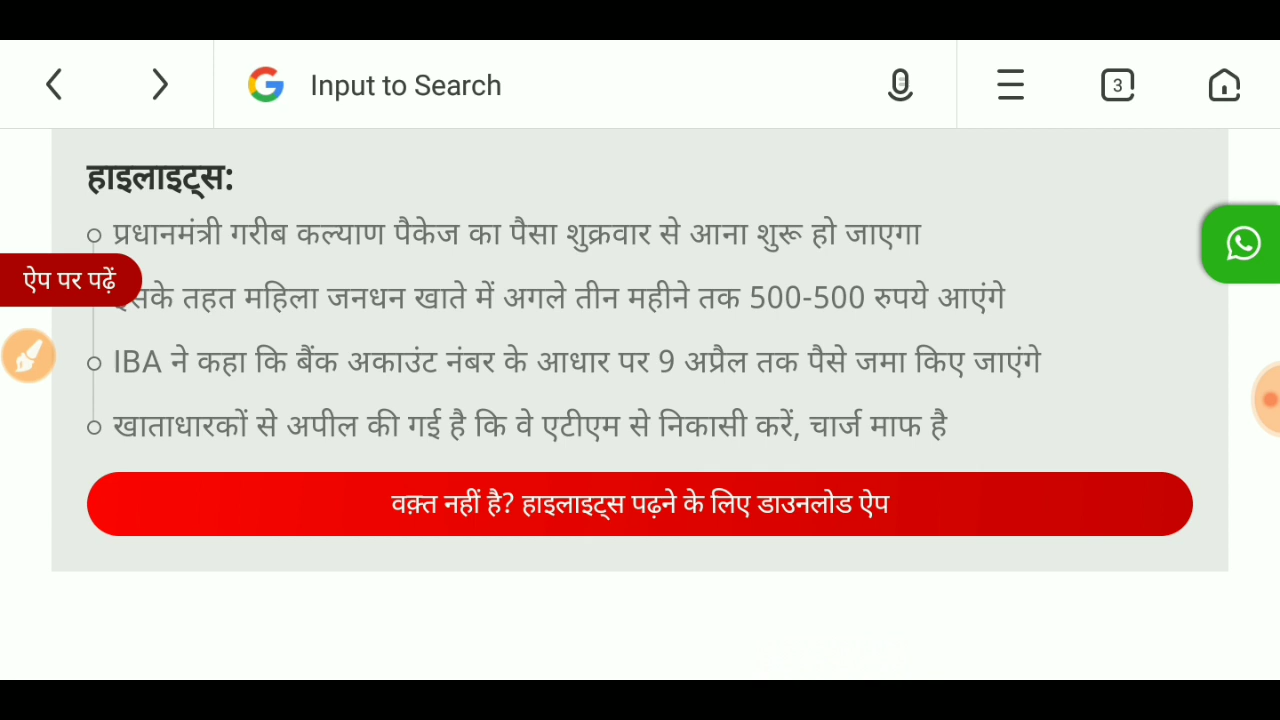 Input to Search
3
हाइलाइट्स:
प्रधानमंत्री गरीब कल्याण पैकेज का पैसा शुक्रवार से आना शुरू हो जाएगा
ऐप पर पढ़ें
तहत महिला जनधन खाते में अगले तीन महीने तक 500-500 रुपये आएंगे
IBA ने कहा कि बैंक अकाउंट नंबर के आधार पर 9 अप्रैल तक पैसे जमा किए जाएंगे
खाताधारकों से अपील की गई है कि वे एटीएम से निकासी करें, चार्ज माफ है
वक़्त नहीं है? हाइलाइट्स पढ़ने के लिए डाउनलोड ऐप